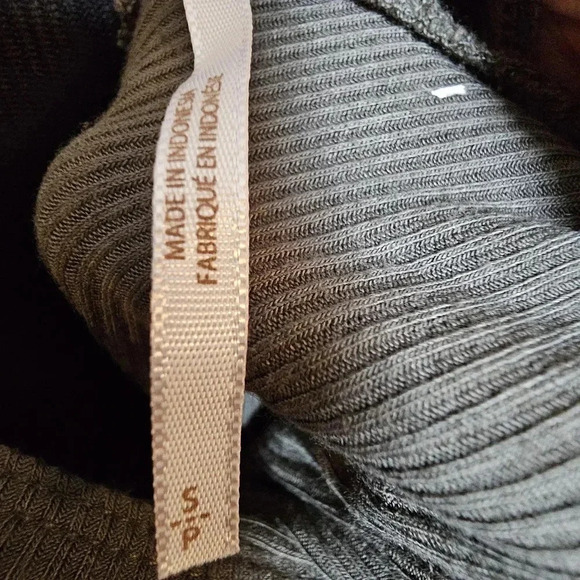 MADE IN INDONESIA
FABRIQUÉ EN INDONÉSIE
S
P